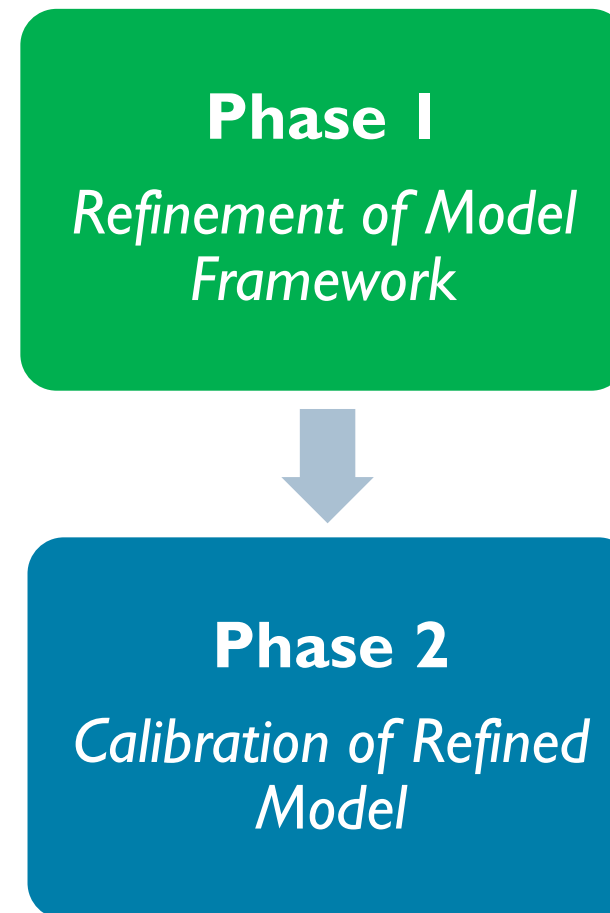 Phase 1
Refinement of Model
Framework
Phase 2
Calibration of Refined
Model